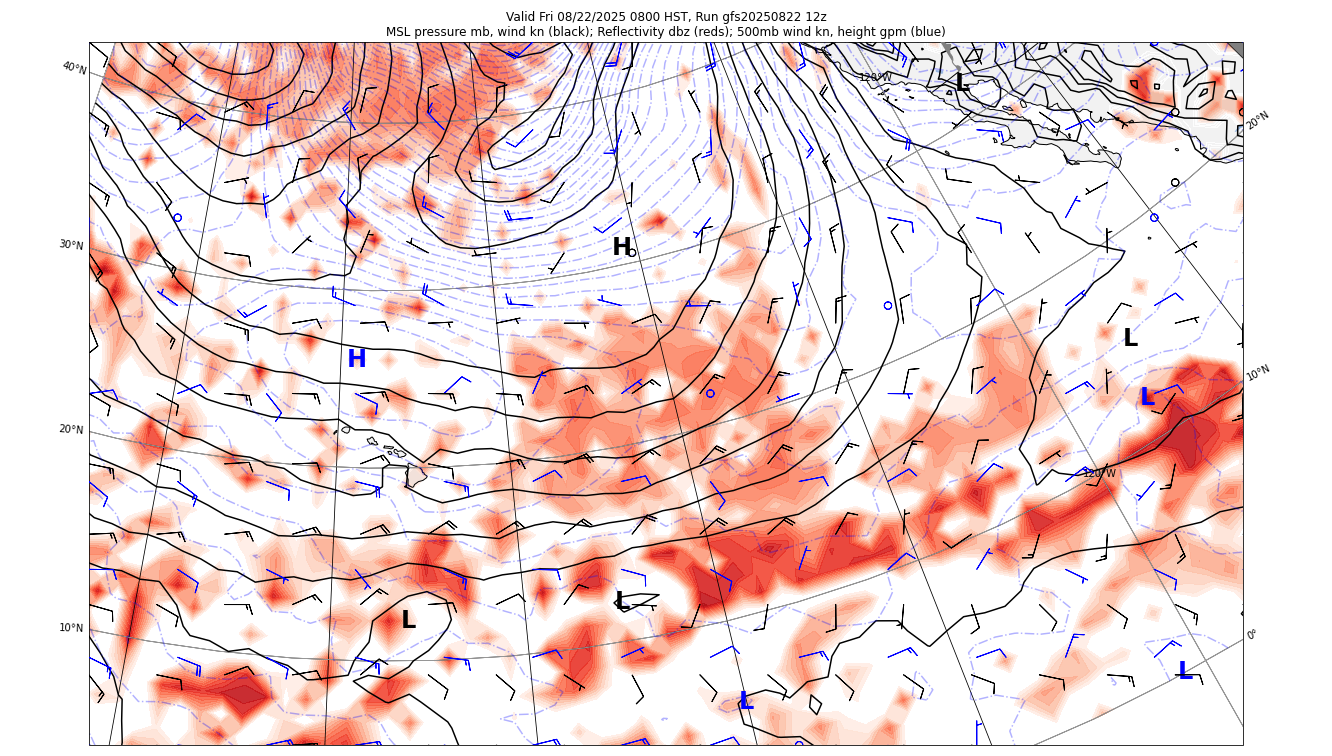 Valid Fri 08/22/2025 0800 HST, Run gfs20250822 12z
MSL pressure mb, wind kn (black); Reflectivity dbz (reds); 500mb wind kn, height gpm (blue)
40°N
120°W
L
20°N
30°N
H
L
H
10°N
L
20°N
120°W
L
L
10°N
0°
L
L